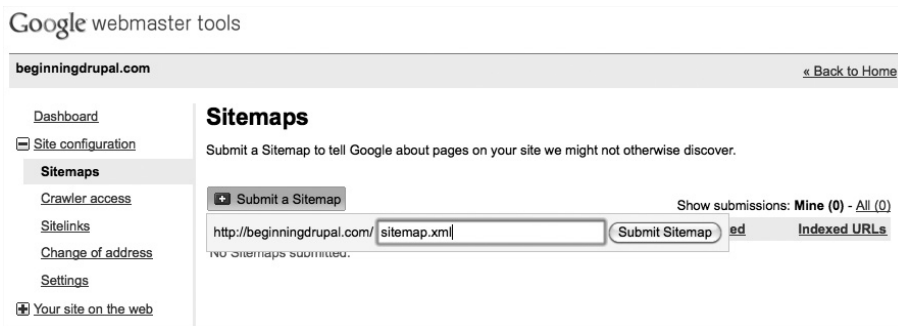 Google webmaster tools
beginningdrupal.com
« Back to Home
Dashboard
Site configuration
Sitemaps
Crawler access
Sitelinks
Change of address
Settings
Your site on the web
Sitemaps
Submit a Sitemap to tell Google about pages on your site we might not otherwise discover.
Submit a Sitemap
Show submissions: Mine (0) - All (0)
http://beginningdrupal.com/ sitemap.xml Submit Sitemap
Indexed URLs
No Sitemaps submitted.